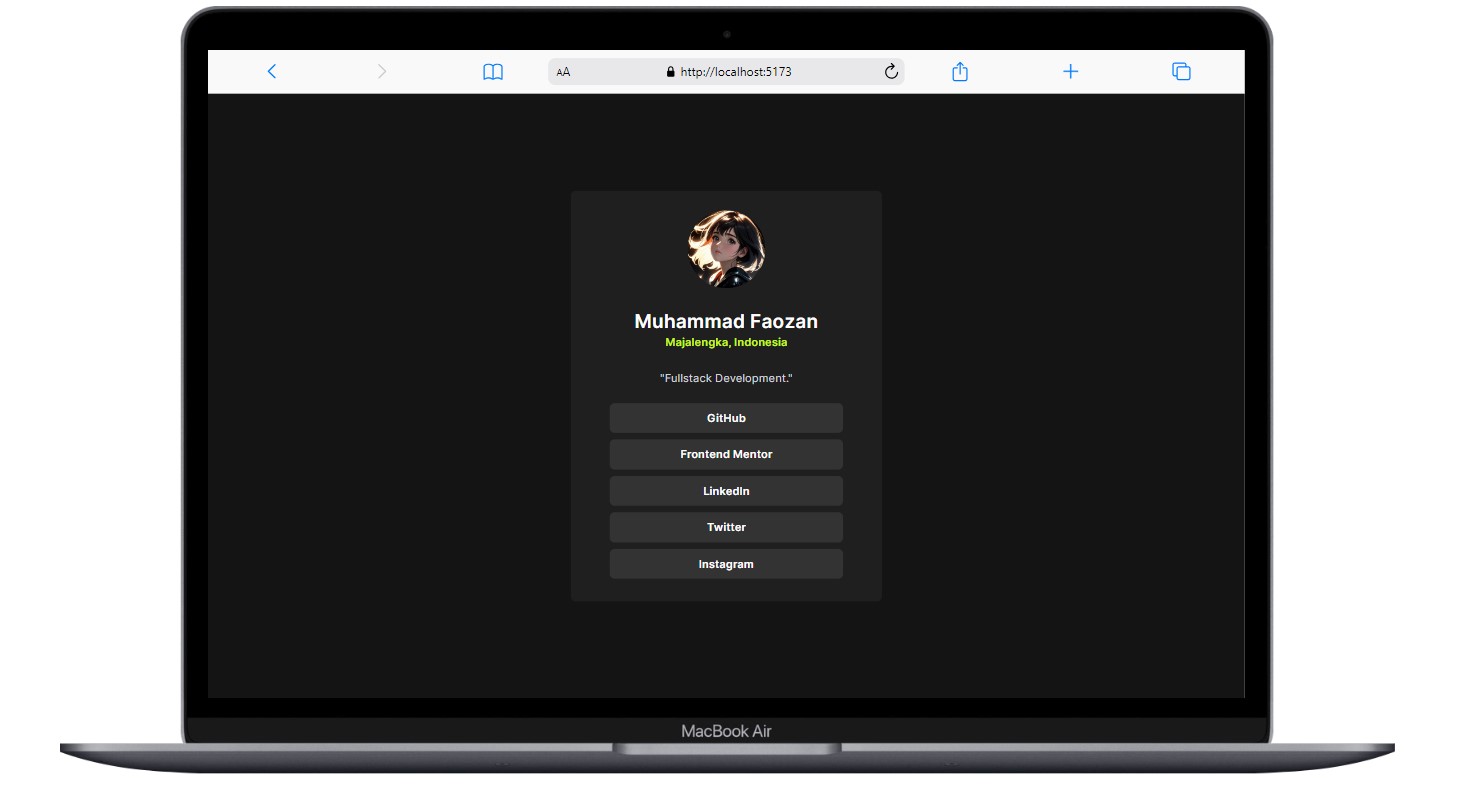 AA
http://localhost:5173
Muhammad Faozan
Majalengka, Indonesia
"Fullstack Development."
GitHub
Frontend Mentor
LinkedIn
Twitter
Instagram
MacBook Air